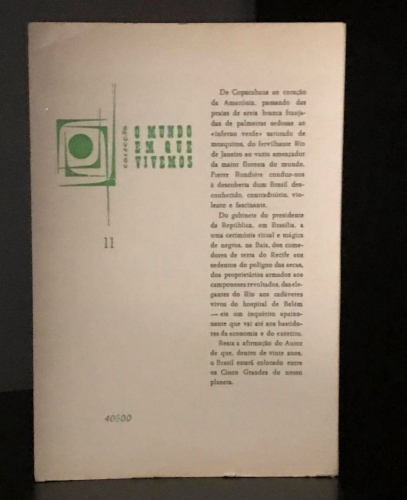 colecção
O MUNDO
EM QUE
VIVEMOS
11
De Copacabana ao coração
da Amazónia, passando das
praias de areia branca franja-
das de palmeiras sedosas ao
«inferno verde» saturado de
mosquitos, do fervilhante Rio
de Janeiro ao vasto ameaçador
da maior floresta do mundo,
Pierre Rondière conduz-nos
à descoberta dum Brasil des-
conhecido, contraditório, vio-
lento e fascinante.
Do gabinete do presidente
da República, em Brasília, a
uma cerimónia ritual e mágica
de negros, na Baía, dos come-
dores de terra do Recife aos
sedentos do polígno das secas,
dos proprietários armados aos
camponeses revoltados, das ele-
gantes do Rio aos cadáveres
vivos do hospital de Belém
— eis um inquérito apaixo-
nante que vai até aos bastido-
res da economia e do exército.
Resta a afirmação do Autor
de que, dentro de vinte anos,
o Brasil estará colocado entre
os Cinco Grandes do nosso
planeta.
40$00